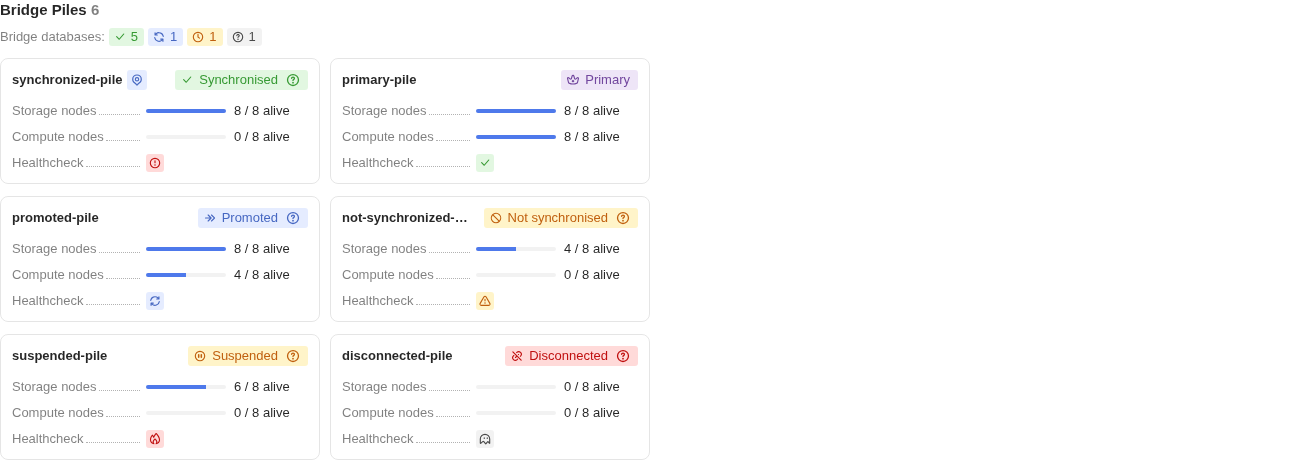 Bridge Piles 6
Bridge databases: 5 1 1 1
synchronized-pile Synchronised
Storage nodes 8 / 8 alive
Compute nodes 0 / 8 alive
Healthcheck
primary-pile Primary
Storage nodes 8 / 8 alive
Compute nodes 8 / 8 alive
Healthcheck
promoted-pile Promoted
Storage nodes 8 / 8 alive
Compute nodes 4 / 8 alive
Healthcheck
not-synchronized-... Not synchronised
Storage nodes 4 / 8 alive
Compute nodes 0 / 8 alive
Healthcheck
suspended-pile Suspended
Storage nodes 6 / 8 alive
Compute nodes 0 / 8 alive
Healthcheck
disconnected-pile Disconnected
Storage nodes 0 / 8 alive
Compute nodes 0 / 8 alive
Healthcheck